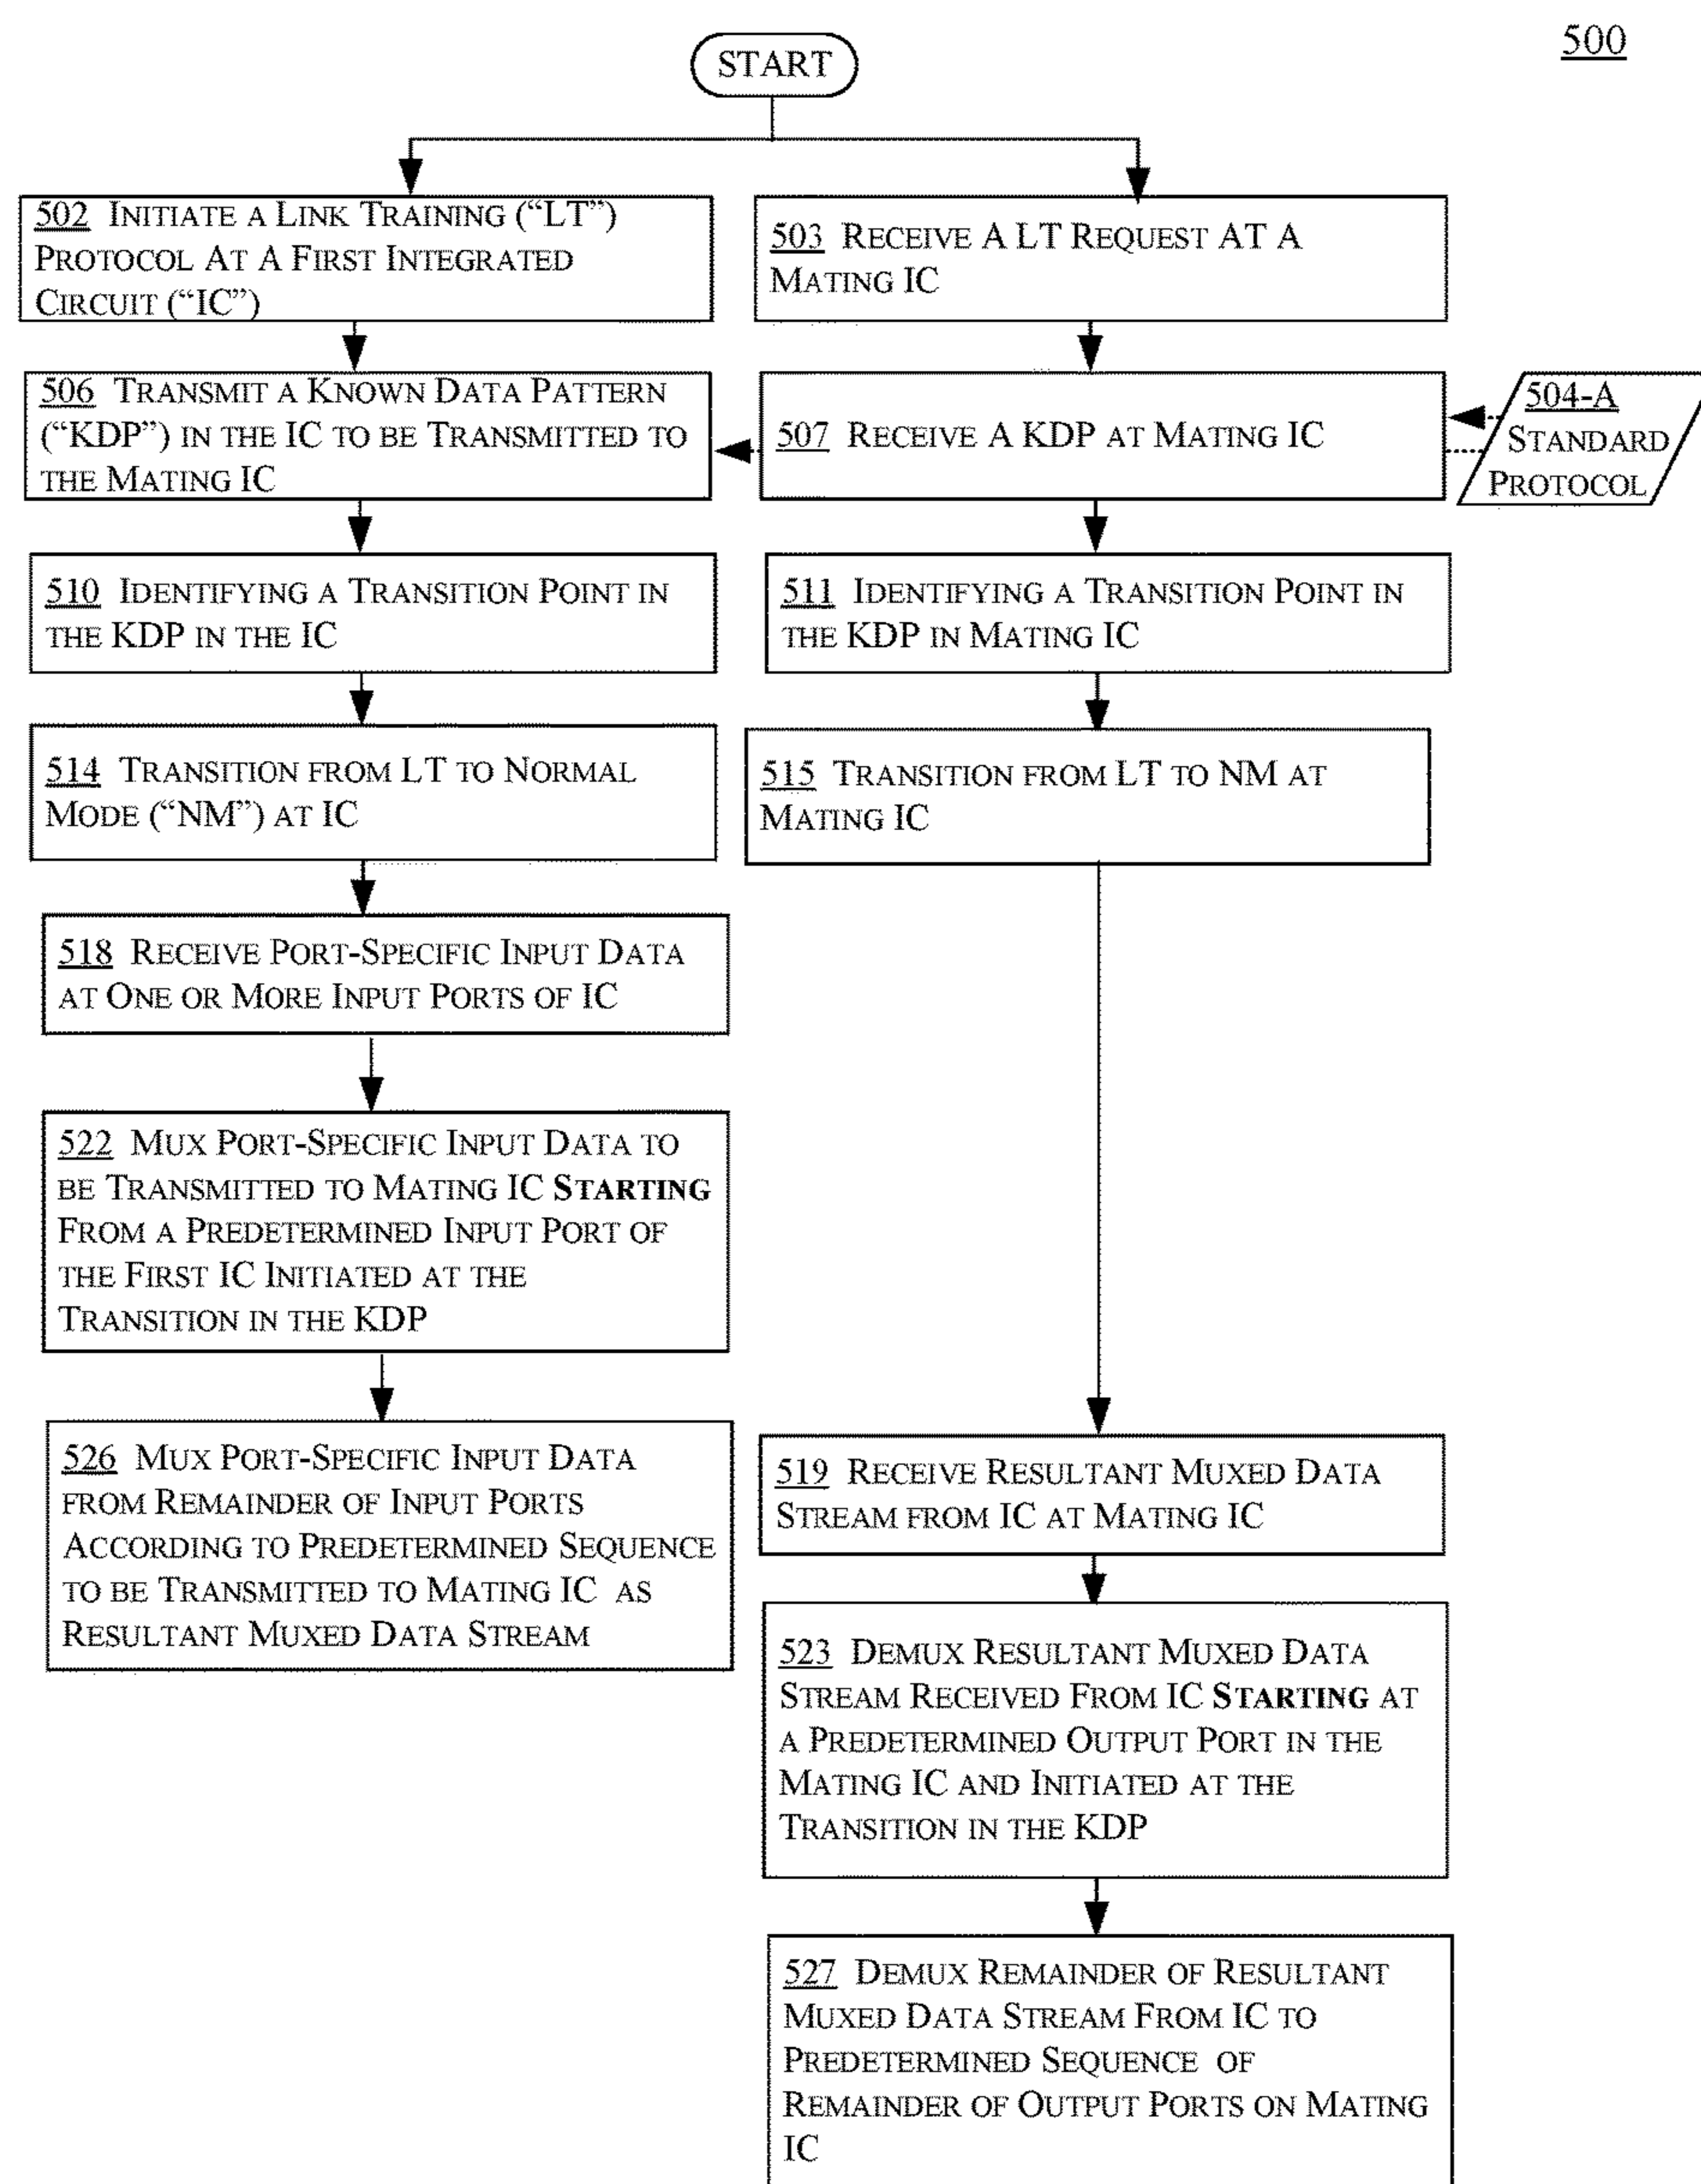 500
START
502 INITIATE A LINK TRAINING (“LT”)
PROTOCOL AT A FIRST INTEGRATED
CIRCUIT (“IC”)
503 RECEIVE A LT REQUEST AT A
MATING IC
506 TRANSMIT A KNOWN DATA PATTERN
(“KDP”) IN THE IC TO BE TRANSMITTED TO
THE MATING IC
507 RECEIVE A KDP AT MATING IC
504-A
STANDARD
PROTOCOL
510 IDENTIFYING A TRANSITION POINT IN
THE KDP IN THE IC
511 IDENTIFYING A TRANSITION POINT IN
THE KDP IN MATING IC
514 TRANSITION FROM LT TO NORMAL
MODE (“NM”) AT IC
515 TRANSITION FROM LT TO NM AT
MATING IC
518 RECEIVE PORT-SPECIFIC INPUT DATA
AT ONE OR MORE INPUT PORTS OF IC
522 MUX PORT-SPECIFIC INPUT DATA TO
BE TRANSMITTED TO MATING IC STARTING
FROM A PREDETERMINED INPUT PORT OF
THE FIRST IC INITIATED AT THE
TRANSITION IN THE KDP
526 MUX PORT-SPECIFIC INPUT DATA
FROM REMAINDER OF INPUT PORTS
ACCORDING TO PREDETERMINED SEQUENCE
TO BE TRANSMITTED TO MATING IC AS
RESULTANT MUXED DATA STREAM
519 RECEIVE RESULTANT MUXED DATA
STREAM FROM IC AT MATING IC
523 DEMUX RESULTANT MUXED DATA
STREAM RECEIVED FROM IC STARTING AT
A PREDETERMINED OUTPUT PORT IN THE
MATING IC AND INITIATED AT THE
TRANSITION IN THE KDP
527 DEMUX REMAINDER OF RESULTANT
MUXED DATA STREAM FROM IC TO
PREDETERMINED SEQUENCE OF
REMAINDER OF OUTPUT PORTS ON MATING
IC